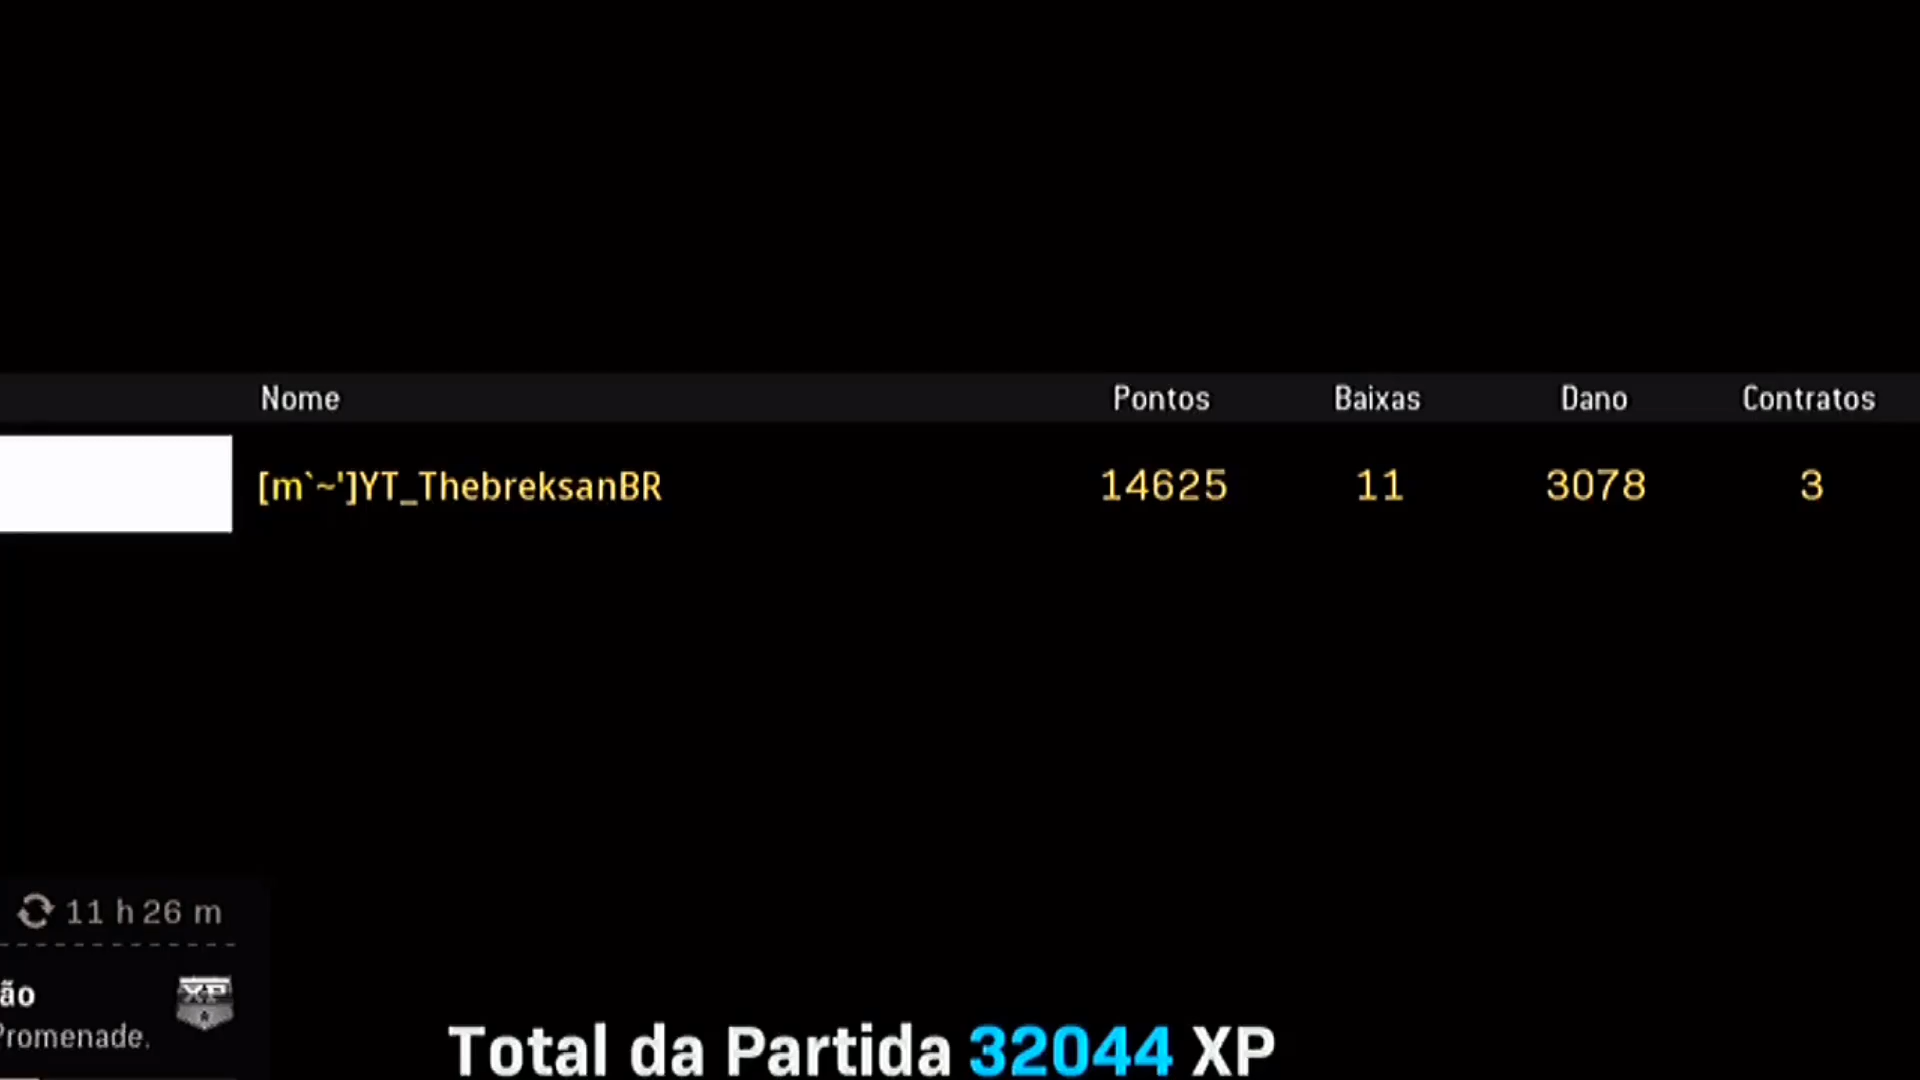 Nome Pontos Baixas Dano Contratos
[m`~']YT_ThebreksanBR 14625 11 3078 3
11 h 26 m
ão XP
Promenade.
Total da Partida 32044 XP